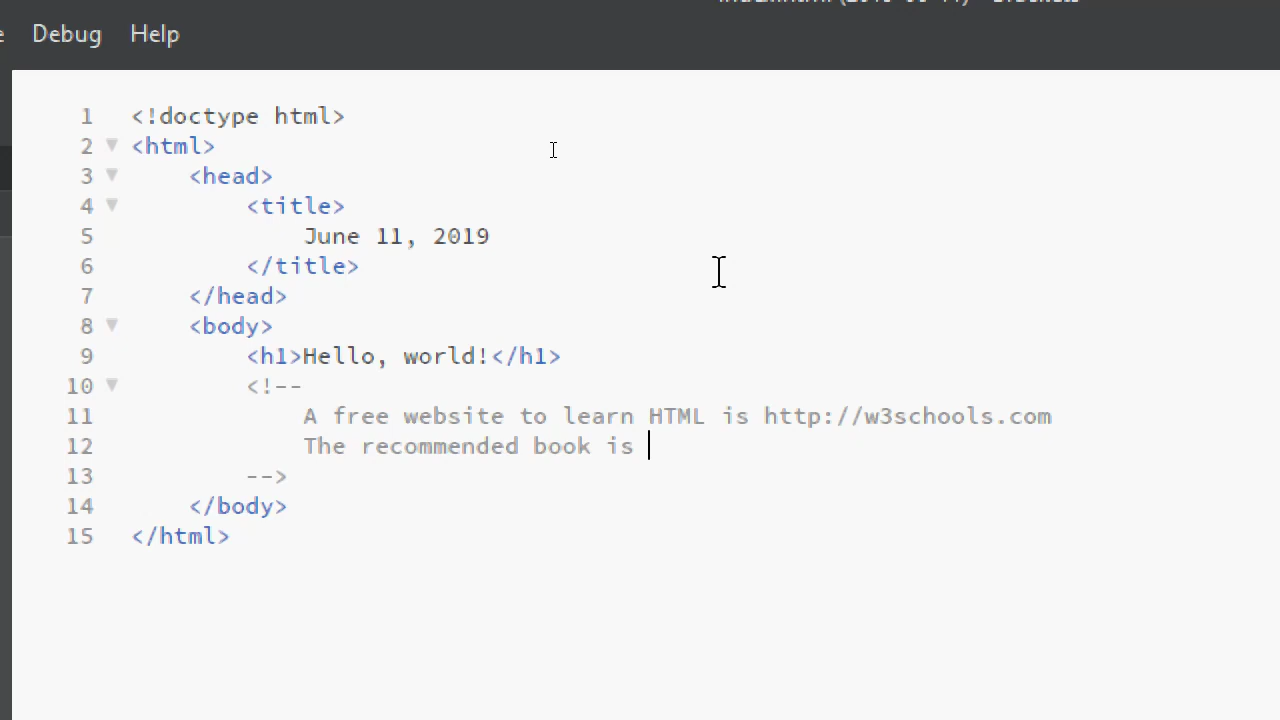 Debug Help
1 <!doctype html>
2 <html>
3 <head>
4 <title>
5 June 11, 2019
6 </title>
7 </head>
8 <body>
9 <h1>Hello, world!</h1>
10 <!--
11 A free website to learn HTML is http://w3schools.com
12 The recommended book is
13 -->
14 </body>
15 </html>